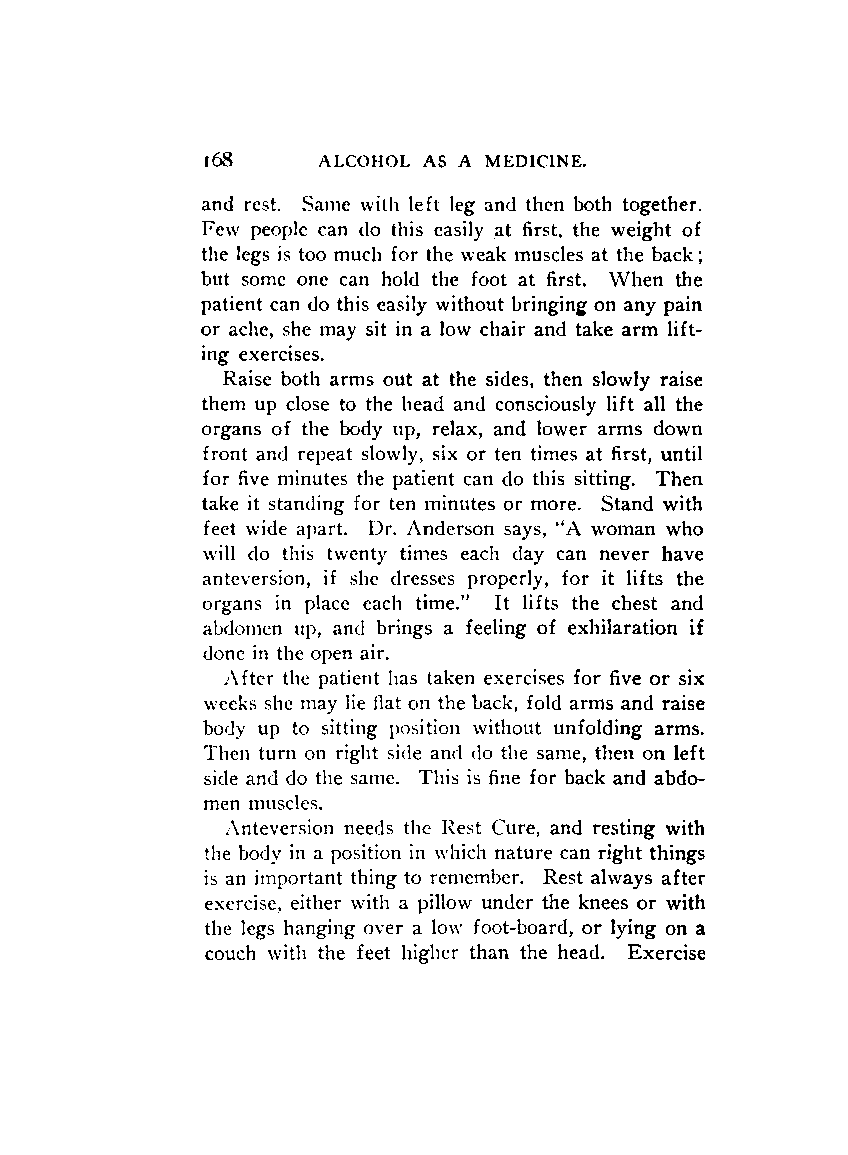 168 ALCOHOL AS A MEDICINE.
and rest. Same with left leg and then both together.
Few people can do this easily at first, the weight of
the legs is too much for the weak muscles at the back;
but some one can hold the foot at first. When the
patient can do this easily without bringing on any pain
or ache, she may sit in a low chair and take arm lift-
ing exercises.
Raise both arms out at the sides, then slowly raise
them up close to the head and consciously lift all the
organs of the body up, relax, and lower arms down
front and repeat slowly, six or ten times at first, until
for five minutes the patient can do this sitting. Then
take it standing for ten minutes or more. Stand with
feet wide apart. Dr. Anderson says, "A woman who
will do this twenty times each day can never have
anteversion, if she dresses properly, for it lifts the
organs in place each time." It lifts the chest and
abdomen up, and brings a feeling of exhilaration if
done in the open air.
After the patient has taken exercises for five or six
weeks she may lie flat on the back, fold arms and raise
body up to sitting position without unfolding arms.
Then turn on right side and do the same, then on left
side and do the same. This is fine for back and abdo-
men muscles.
Anteversion needs the Rest Cure, and resting with
the body in a position in which nature can right things
is an important thing to remember. Rest always after
exercise, either with a pillow under the knees or with
the legs hanging over a low foot-board, or lying on a
couch with the feet higher than the head. Exercise